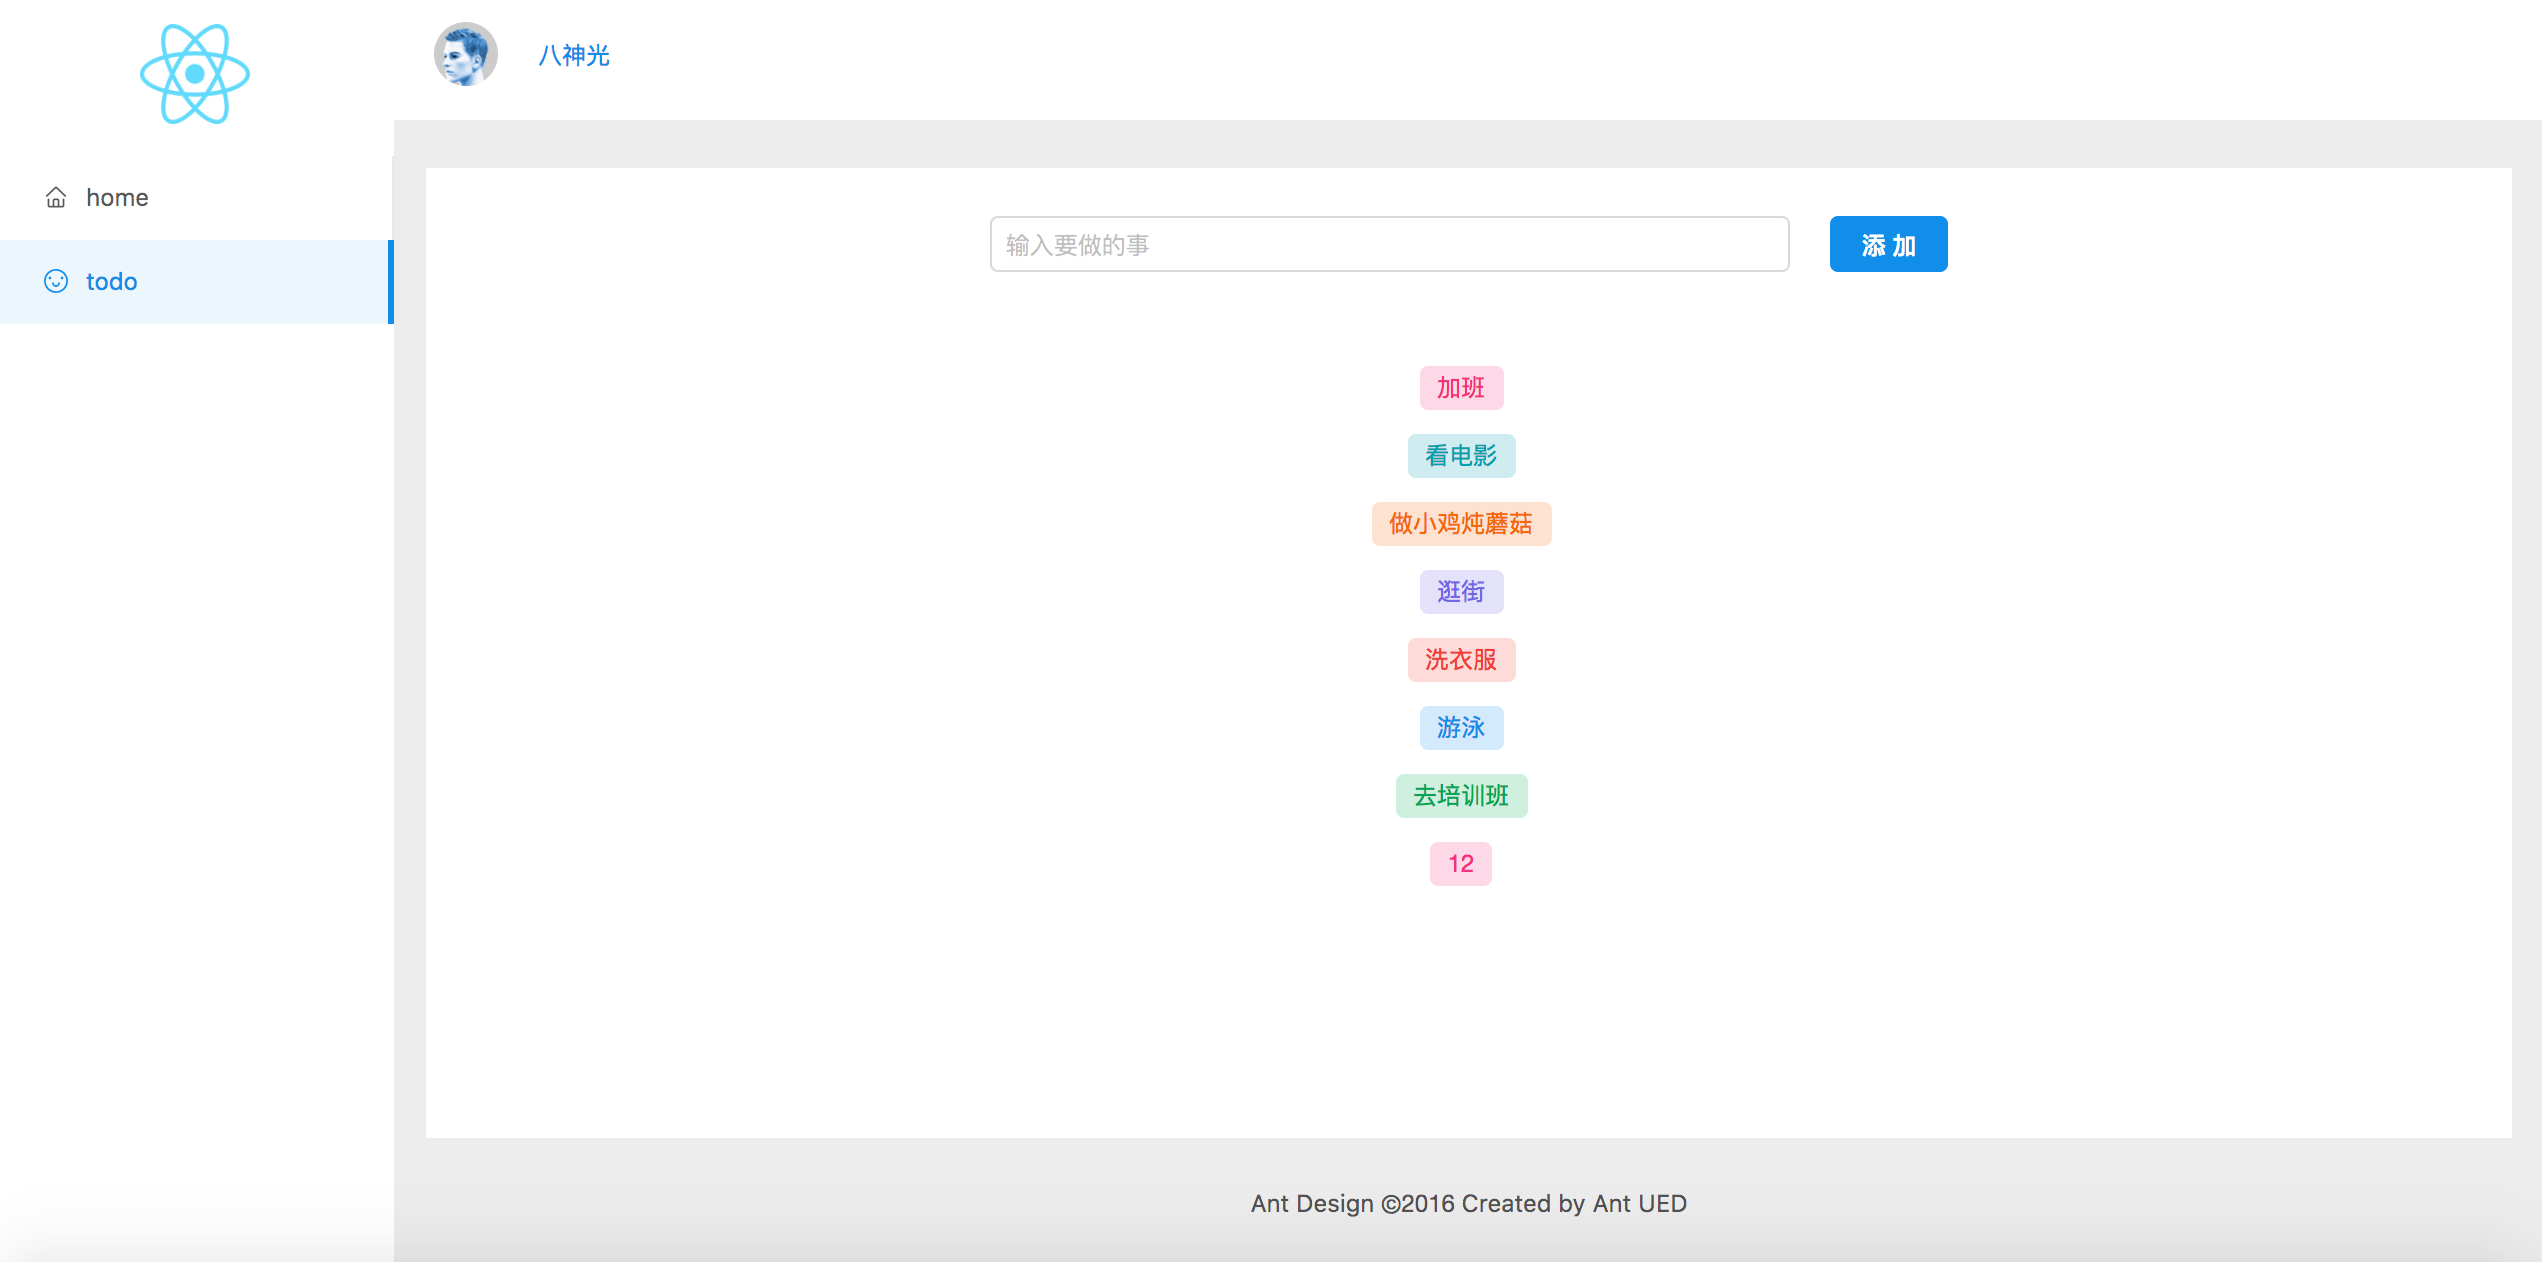 八神光
home
todo
输入要做的事
添 加
加班
看电影
做小鸡炖蘑菇
逛街
洗衣服
游泳
去培训班
12
Ant Design ©2016 Created by Ant UED